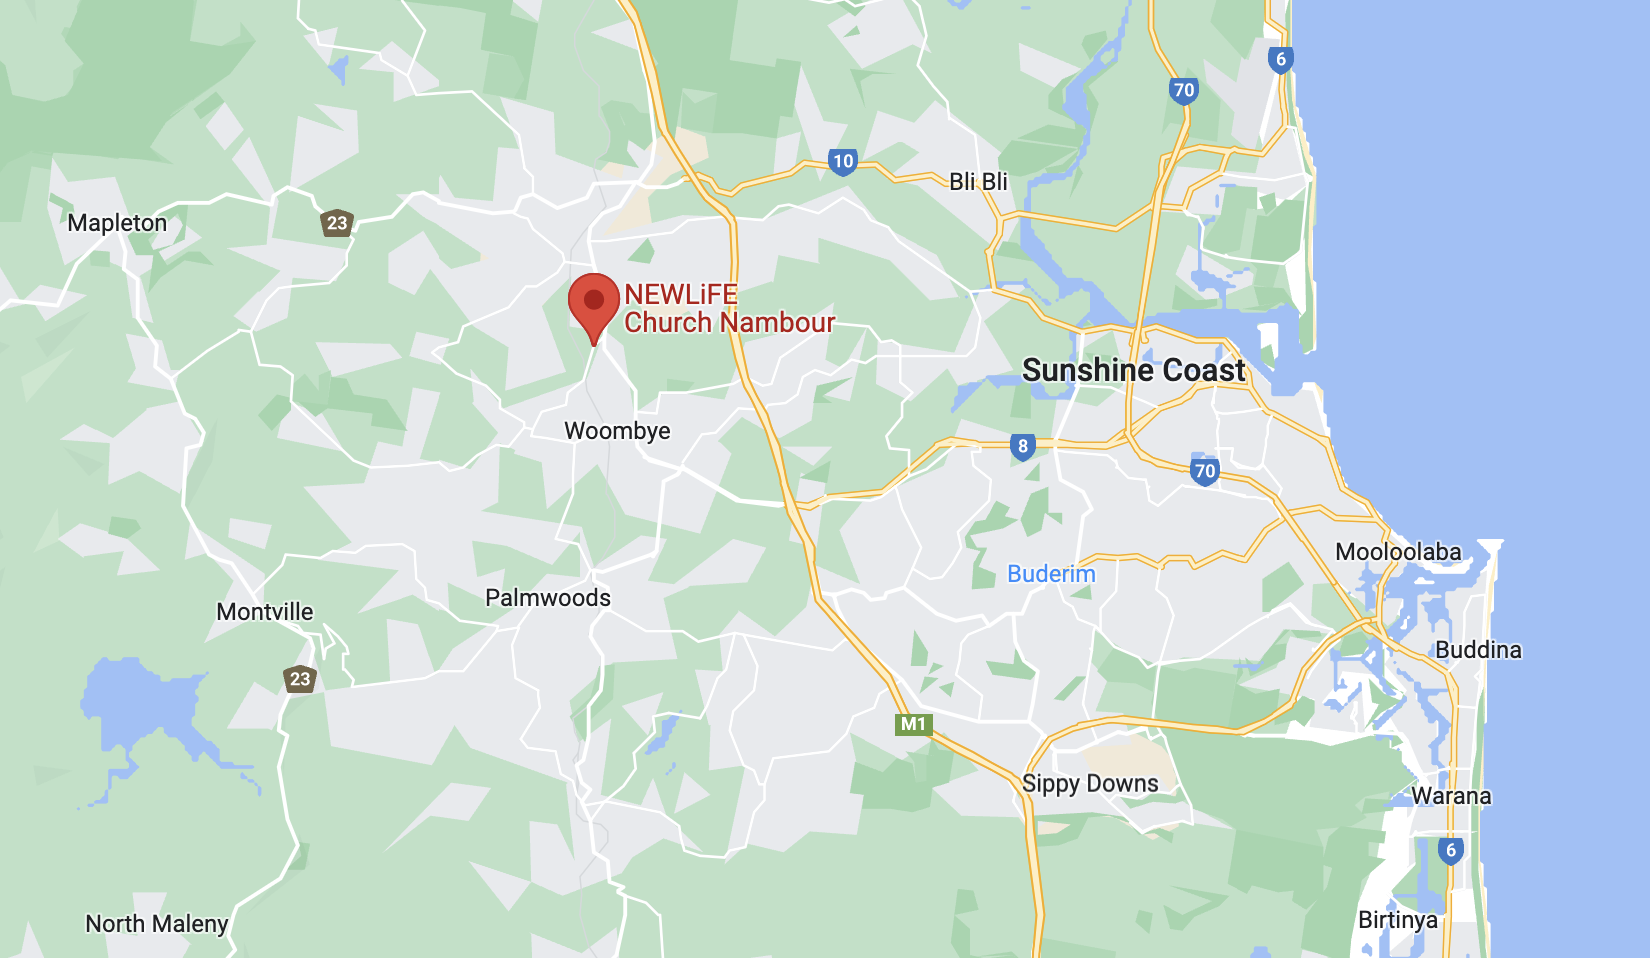 6
70
10
Bli Bli
Mapleton
23
NEWLiFE
Church Nambour
Sunshine Coast
Woombye
8
70
Mooloolaba
Buderim
Palmwoods
Montville
Buddina
23
M1
Sippy Downs
Warana
6
Birtinya
North Maleny